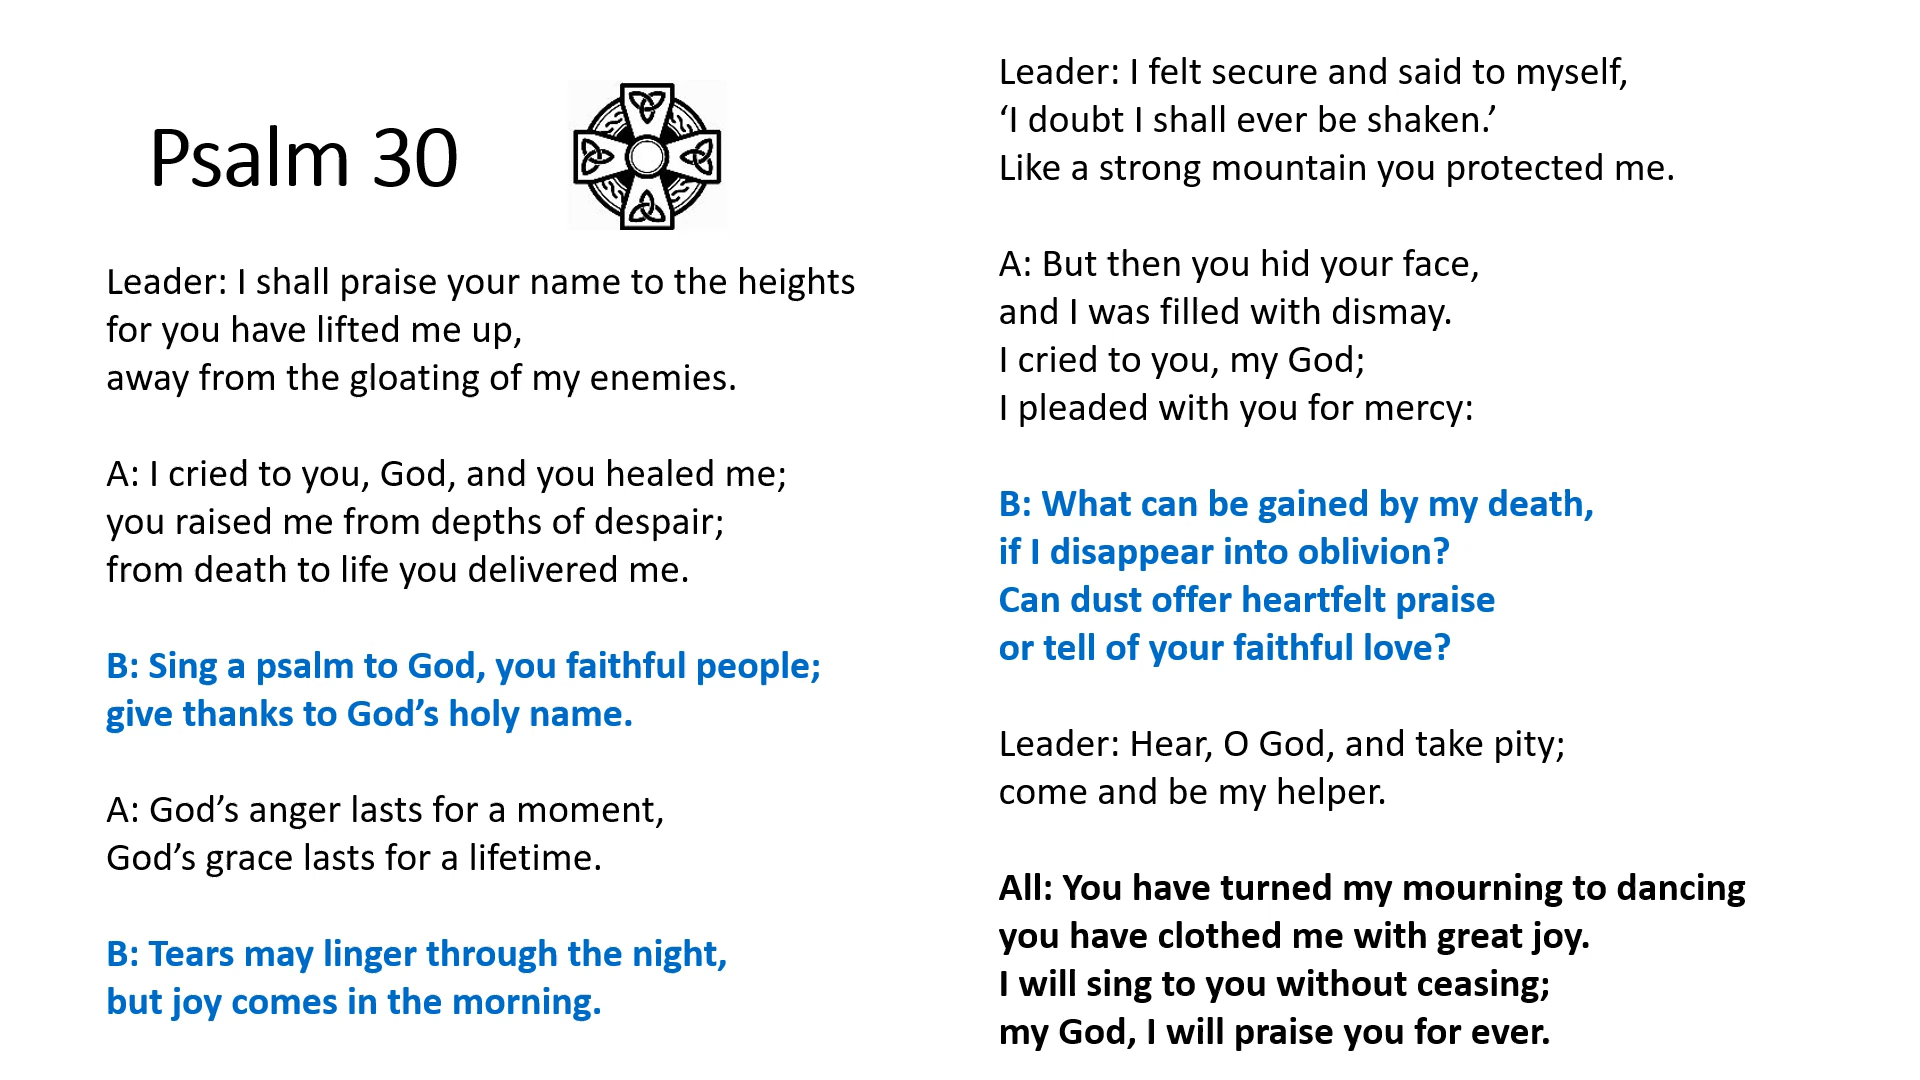 Psalm 30
Leader: I shall praise your name to the heights
for you have lifted me up,
away from the gloating of my enemies.
A: I cried to you, God, and you healed me;
you raised me from depths of despair;
from death to life you delivered me.
B: Sing a psalm to God, you faithful people;
give thanks to God’s holy name.
A: God’s anger lasts for a moment,
God’s grace lasts for a lifetime.
B: Tears may linger through the night,
but joy comes in the morning.
Leader: I felt secure and said to myself,
‘I doubt I shall ever be shaken.’
Like a strong mountain you protected me.
A: But then you hid your face,
and I was filled with dismay.
I cried to you, my God;
I pleaded with you for mercy:
B: What can be gained by my death,
if I disappear into oblivion?
Can dust offer heartfelt praise
or tell of your faithful love?
Leader: Hear, O God, and take pity;
come and be my helper.
All: You have turned my mourning to dancing
you have clothed me with great joy.
I will sing to you without ceasing;
my God, I will praise you for ever.